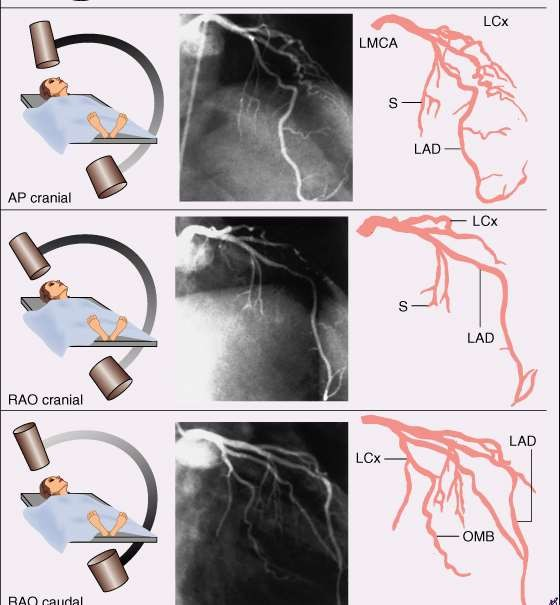 LCx
LMCA
S
LAD
AP cranial
LCx
S
LAD
RAO cranial
LAD
LCx
OMB
RAO caudal